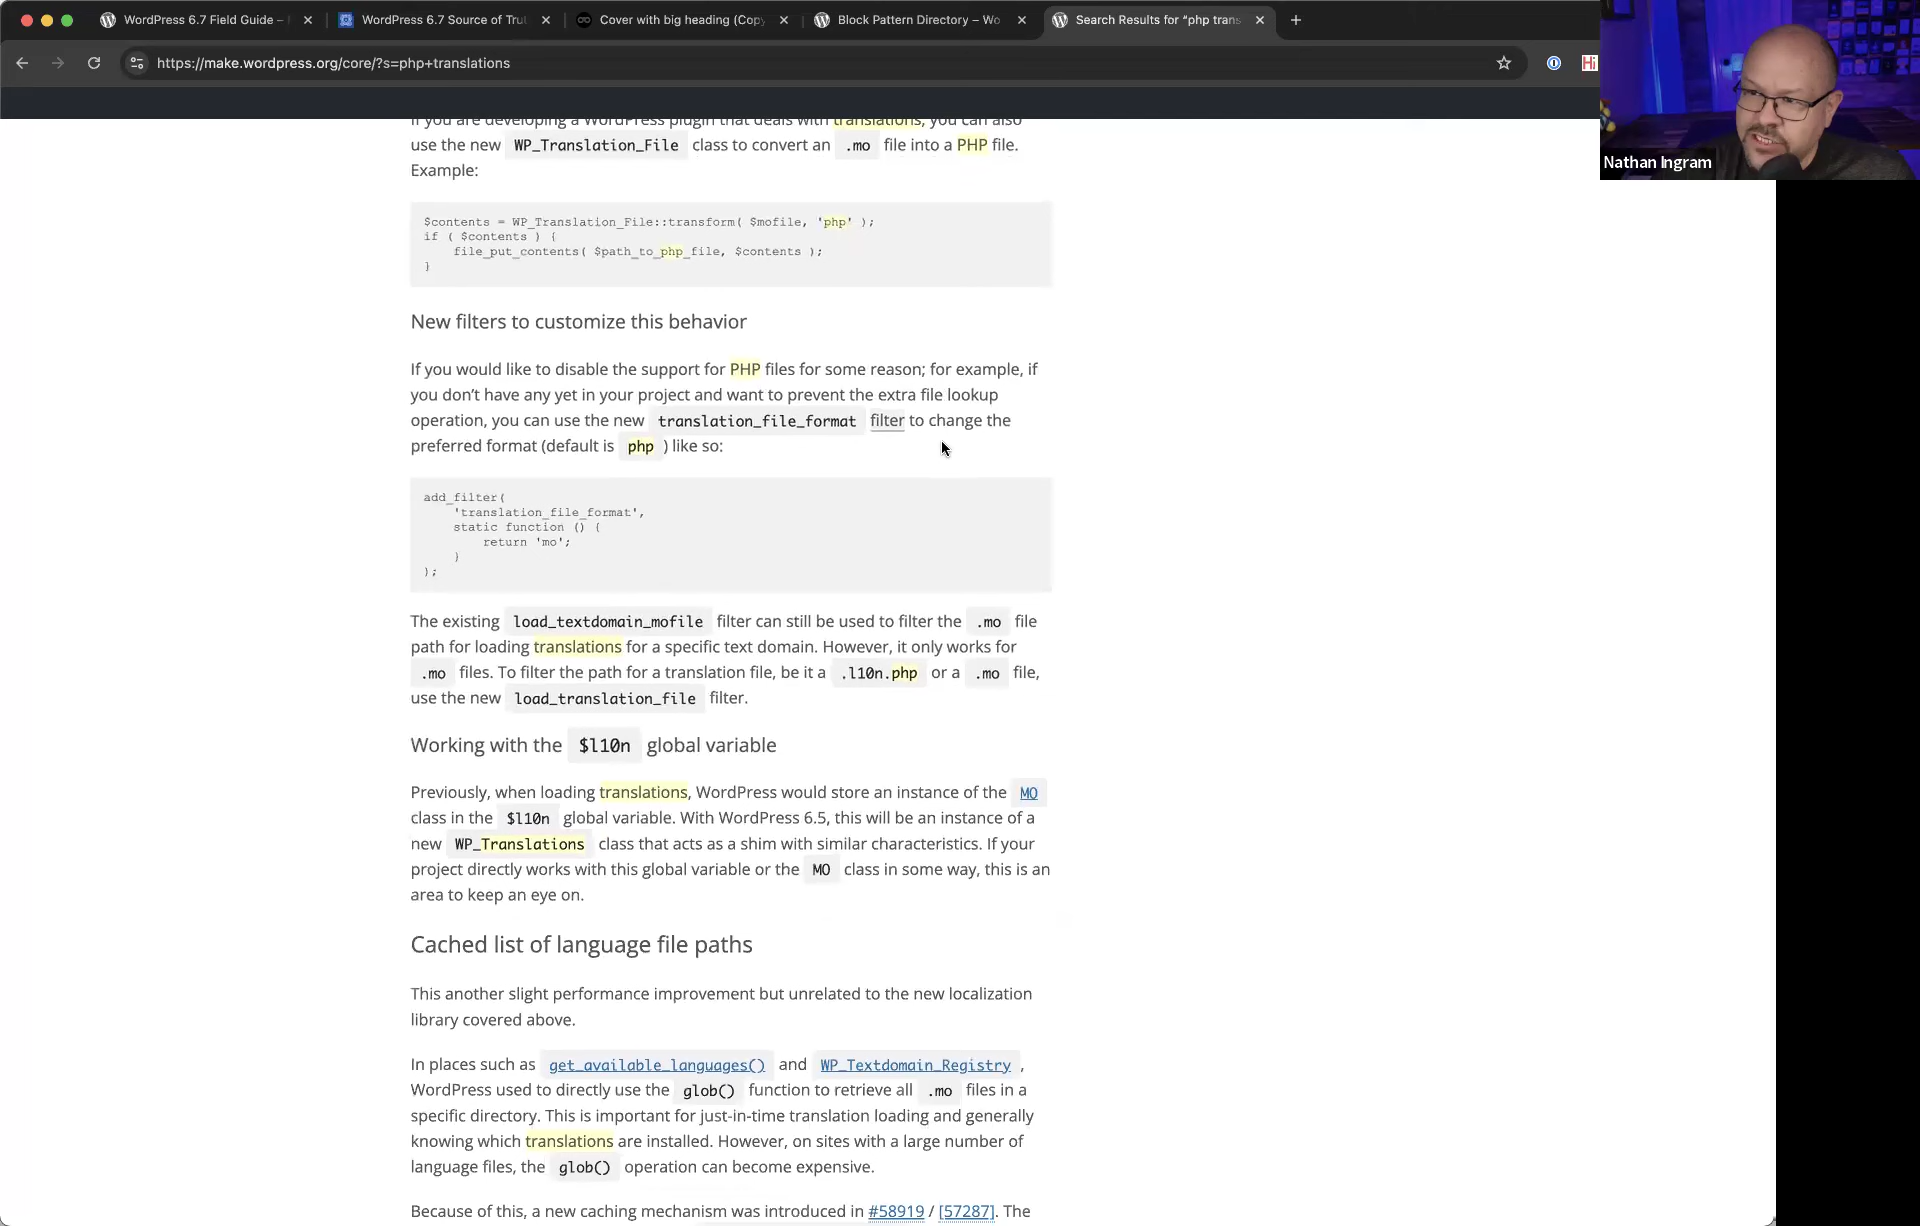 WordPress 6.7 Field Guide –
WordPress 6.7 Source of Tru
Cover with big heading (Copy
Block Pattern Directory – Wo
Search Results for “php trans
https://make.wordpress.org/core/?s=php+translations
Hi
Nathan Ingram
If you are developing a WordPress plugin that deals with translations, you can also
use the new WP_Translation_File class to convert an .mo file into a PHP file.
Example:
$contents = WP_Translation_File::transform( $mofile, 'php' );
if ( $contents ) {
file_put_contents( $path_to_php_file, $contents );
}
New filters to customize this behavior
If you would like to disable the support for PHP files for some reason; for example, if
you don’t have any yet in your project and want to prevent the extra file lookup
operation, you can use the new translation_file_format filter to change the
preferred format (default is php ) like so:
add_filter(
'translation_file_format',
static function () {
return 'mo';
}
);
The existing load_textdomain_mofile filter can still be used to filter the .mo file
path for loading translations for a specific text domain. However, it only works for
.mo files. To filter the path for a translation file, be it a .l10n.php or a .mo file,
use the new load_translation_file filter.
Working with the $l10n global variable
Previously, when loading translations, WordPress would store an instance of the MO
class in the $l10n global variable. With WordPress 6.5, this will be an instance of a
new WP_Translations class that acts as a shim with similar characteristics. If your
project directly works with this global variable or the MO class in some way, this is an
area to keep an eye on.
Cached list of language file paths
This another slight performance improvement but unrelated to the new localization
library covered above.
In places such as get_available_languages() and WP_Textdomain_Registry ,
WordPress used to directly use the glob() function to retrieve all .mo files in a
specific directory. This is important for just-in-time translation loading and generally
knowing which translations are installed. However, on sites with a large number of
language files, the glob() operation can become expensive.
Because of this, a new caching mechanism was introduced in #58919 / [57287]. The